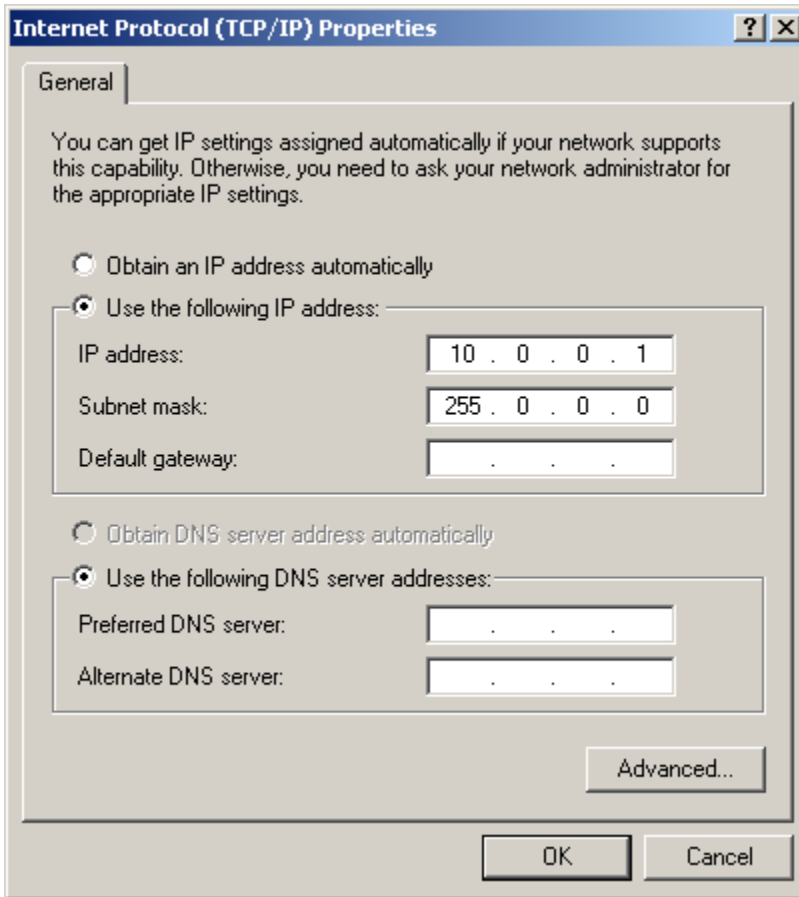 Internet Protocol (TCP/IP) Properties
General
You can get IP settings assigned automatically if your network supports
this capability. Otherwise, you need to ask your network administrator for
the appropriate IP settings.
Obtain an IP address automatically
Use the following IP address:
IP address: 10 . 0 . 0 . 1
Subnet mask: 255 . 0 . 0 . 0
Default gateway: . . .
Obtain DNS server address automatically
Use the following DNS server addresses:
Preferred DNS server: . . .
Alternate DNS server: . . .
Advanced...
OK Cancel